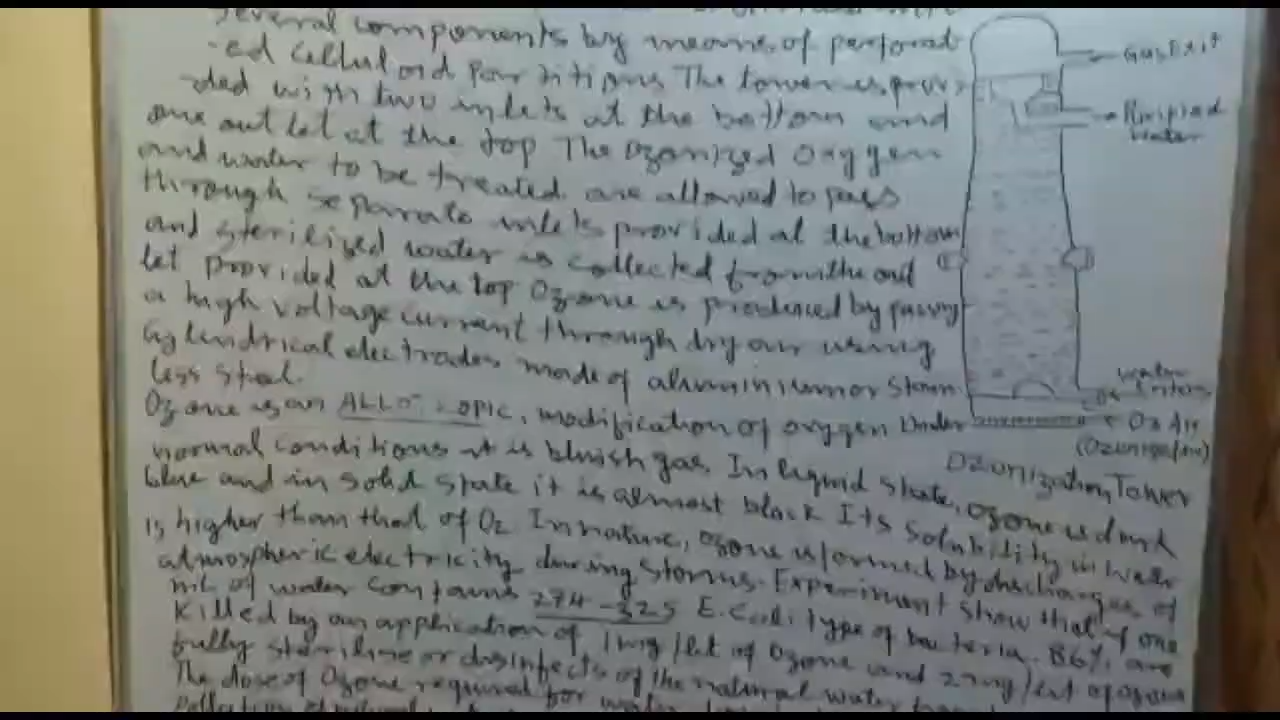 several components by means of perforat
-ed celluloid partitions The tower is provi
-ded with two inlets at the bottom and
one outlet at the top The Ozonized Oxygen
and water to be treated are allowed to pass
through separate inlets provided at the bottom
and sterilized water is collected from the out
let provided at the top Ozone is produced by passing
a high voltage current through dry air using
cylendrical electrodes made of aluminium or stain
less steel.
Ozone is an ALLO OPIC, modification of oxygen Under
normal conditions it is bluish gas. In liquid state, ozone is dark
blue and in solid state it is almost black Its solubility in water
is higher than that of O2. In nature, ozone is formed by discharges of
atmospheric electricity during storms. Experiment show that if one
ml of water contains 274-325 E.Coli type of bacteria. 86% are
killed by an application of 1mg/lit of Ozone and 2mg/lit of ozone
fully sterilise or disinfects of the natural water
The dose of Ozone required for water
Gas Exit
Purified
water
water
O3 Air
(Ozonized air)
Ozonization Tower